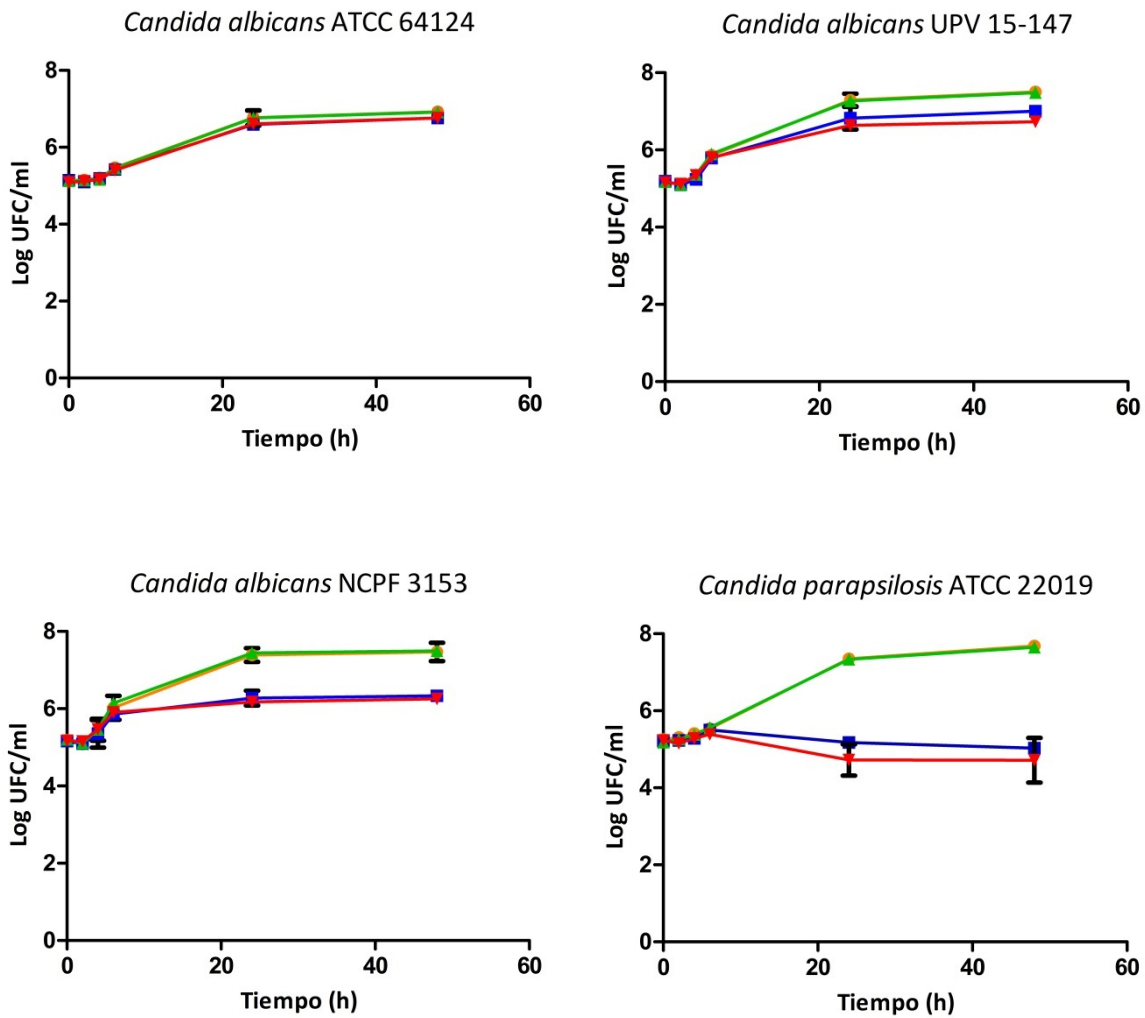 Candida albicans ATCC 64124
Candida albicans UPV 15-147
8
6
4
2
0
Log UFC/ml
0 20 40 60
Tiempo (h)
8
6
4
2
0
Log UFC/ml
0 20 40 60
Tiempo (h)
Candida albicans NCPF 3153
Candida parapsilosis ATCC 22019
8
6
4
2
0
Log UFC/ml
0 20 40 60
Tiempo (h)
8
6
4
2
0
Log UFC/ml
0 20 40 60
Tiempo (h)